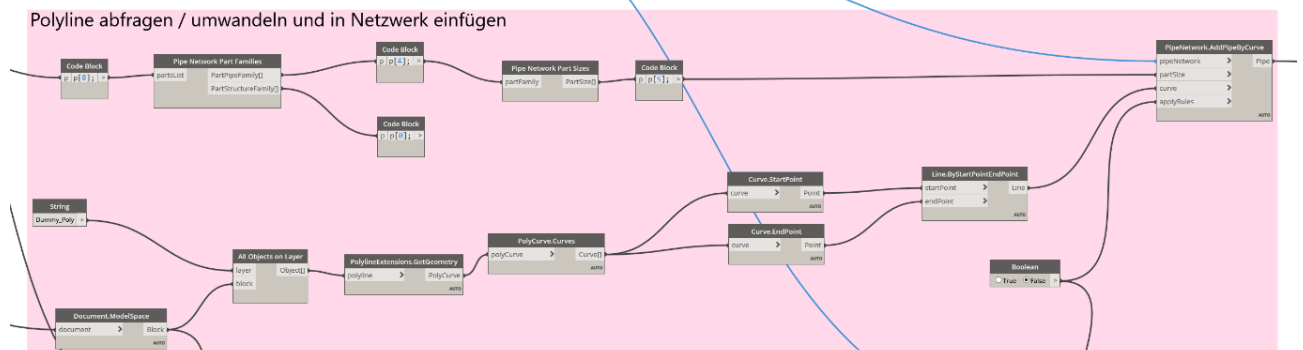 Polyline abfragen / umwandeln und in Netzwerk einfügen
Code Block
p p[8]; >
Pipe Network Part Families
partsList PartPipeFamily[]
PartStructureFamily[]
Code Block
p p[4]; >
Code Block
p p[0]; >
Pipe Network Part Sizes
partFamily PartSize[]
Code Block
p p[5]; >
PipeNetwork.AddPipeByCurve
pipeNetwork > Pipe
partSize >
curve >
applyRules >
AUTO
String
Dummy_Poly >
All Objects on Layer
layer Object[]
block
PolylineExtensions.GetGeometry
polyline > PolyCurve
AUTO
PolyCurve.Curves
polyCurve > Curve[]
AUTO
Curve.StartPoint
curve > Point
AUTO
Curve.EndPoint
curve > Point
AUTO
Line.ByStartPointEndPoint
startPoint > Line
endPoint >
AUTO
Boolean
True False >
Document.ModelSpace
document > Block
AUTO